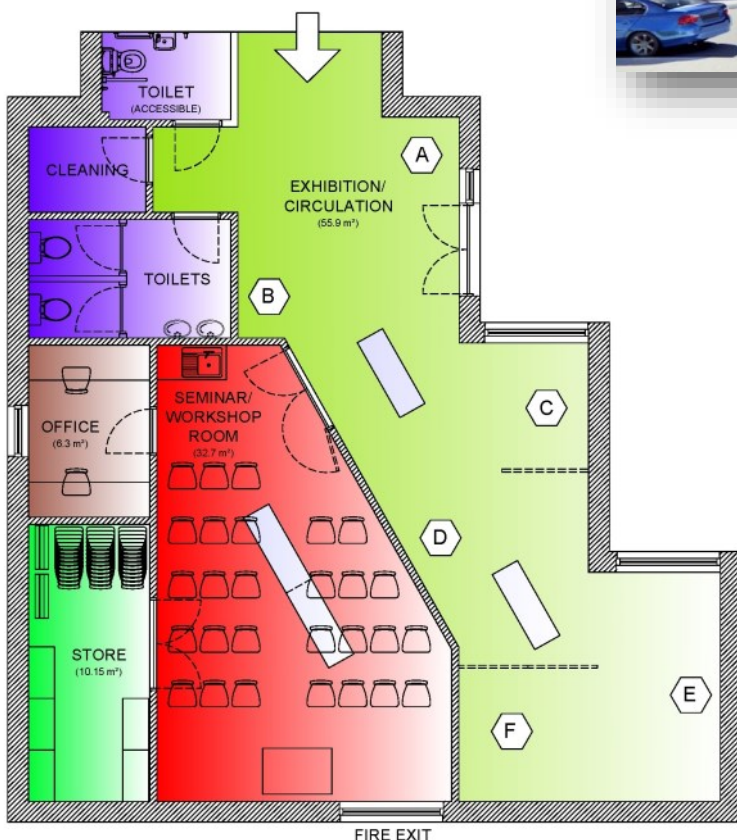 TOILET
(ACCESSIBLE)
CLEANING
A
EXHIBITION/
CIRCULATION
(55.9 m²)
TOILETS
B
SEMINAR/
WORKSHOP
ROOM
(32.7 m²)
OFFICE
(6.3 m²)
C
D
STORE
(10.15 m²)
E
F
FIRE EXIT